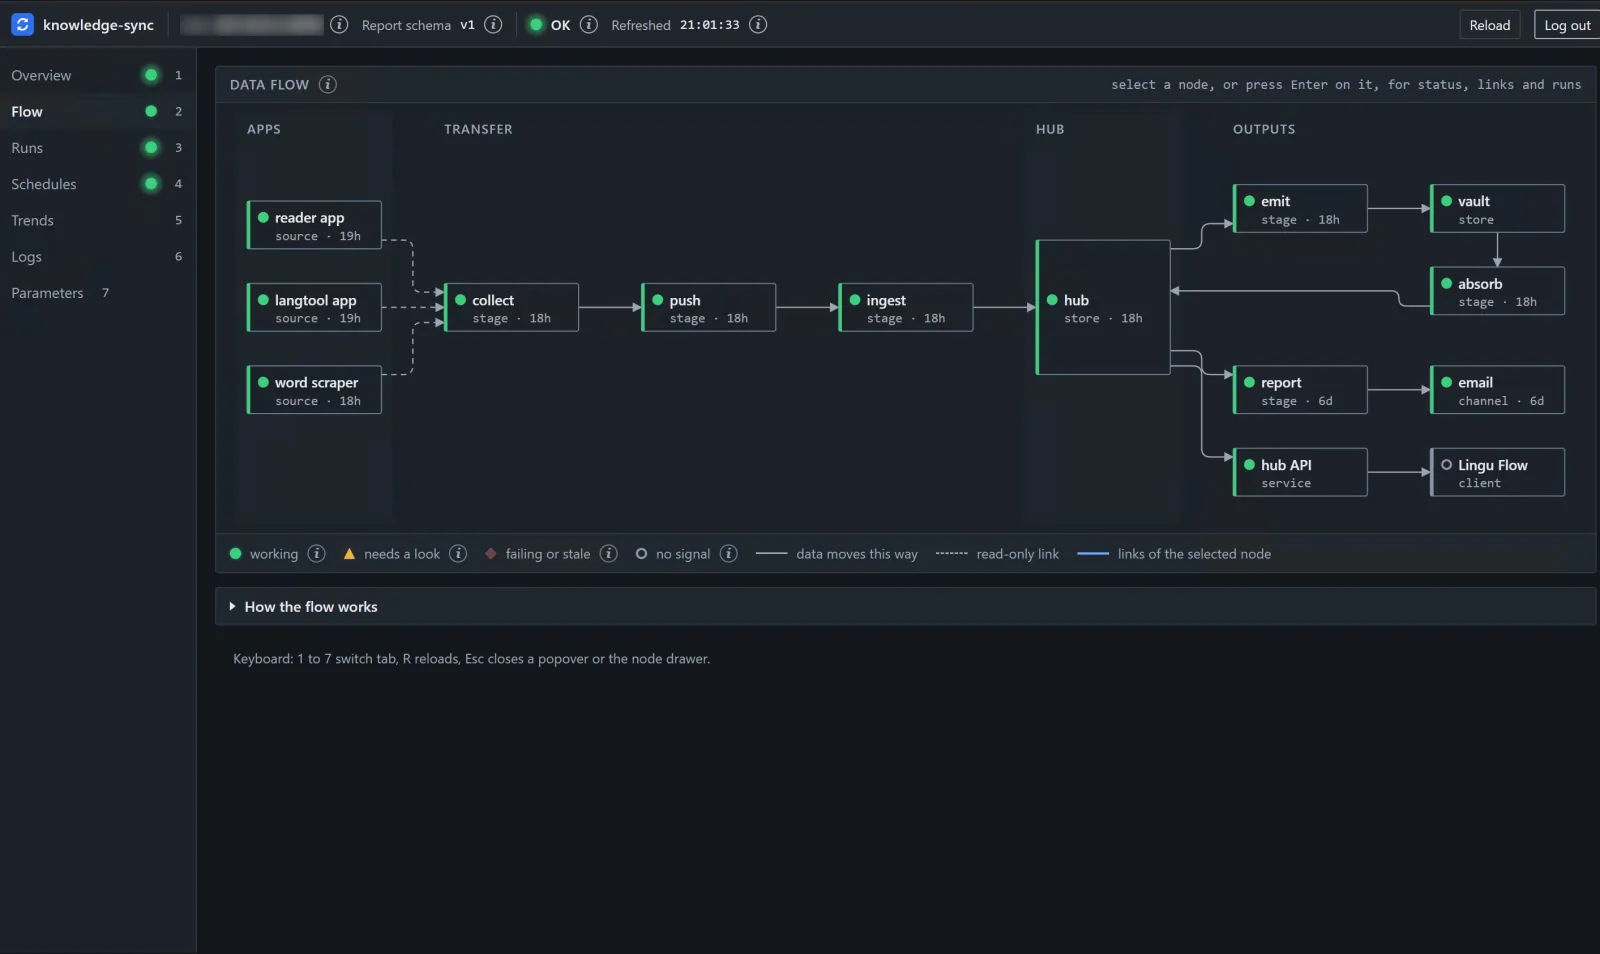 knowledge-sync
Report schema v1
OK
Refreshed 21:01:33
Reload
Log out
Overview 1
Flow 2
Runs 3
Schedules 4
Trends 5
Logs 6
Parameters 7
DATA FLOW
select a node, or press Enter on it, for status, links and runs
APPS
TRANSFER
HUB
OUTPUTS
reader app
source · 19h
langtool app
source · 19h
word scraper
source · 18h
collect
stage · 18h
push
stage · 18h
ingest
stage · 18h
hub
store · 18h
emit
stage · 18h
vault
store
absorb
stage · 18h
report
stage · 6d
email
channel · 6d
hub API
service
Lingu Flow
client
working
needs a look
failing or stale
no signal
data moves this way
read-only link
links of the selected node
How the flow works
Keyboard: 1 to 7 switch tab, R reloads, Esc closes a popover or the node drawer.